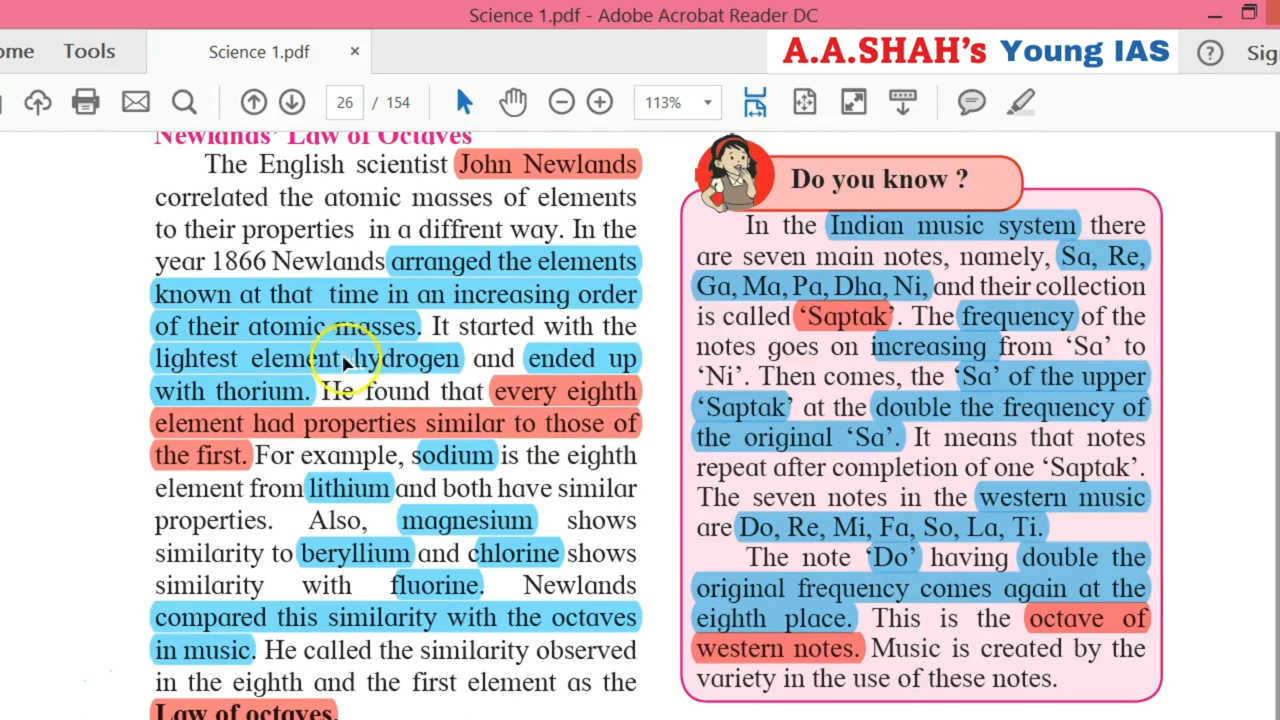 Science 1.pdf - Adobe Acrobat Reader DC
ome Tools Science 1.pdf ×
A.A.SHAH's Young IAS
? Sig
26 / 154 113%
Newlands' Law of Octaves
The English scientist John Newlands
correlated the atomic masses of elements
to their properties in a diffrent way. In the
year 1866 Newlands arranged the elements
known at that time in an increasing order
of their atomic masses. It started with the
lightest element hydrogen and ended up
with thorium. He found that every eighth
element had properties similar to those of
the first. For example, sodium is the eighth
element from lithium and both have similar
properties. Also, magnesium shows
similarity to beryllium and chlorine shows
similarity with fluorine. Newlands
compared this similarity with the octaves
in music. He called the similarity observed
in the eighth and the first element as the
Law of octaves.
Do you know ?
In the Indian music system there
are seven main notes, namely, Sa, Re,
Ga, Ma, Pa, Dha, Ni, and their collection
is called 'Saptak'. The frequency of the
notes goes on increasing from 'Sa' to
'Ni'. Then comes, the 'Sa' of the upper
'Saptak' at the double the frequency of
the original 'Sa'. It means that notes
repeat after completion of one 'Saptak'.
The seven notes in the western music
are Do, Re, Mi, Fa, So, La, Ti.
The note 'Do' having double the
original frequency comes again at the
eighth place. This is the octave of
western notes. Music is created by the
variety in the use of these notes.